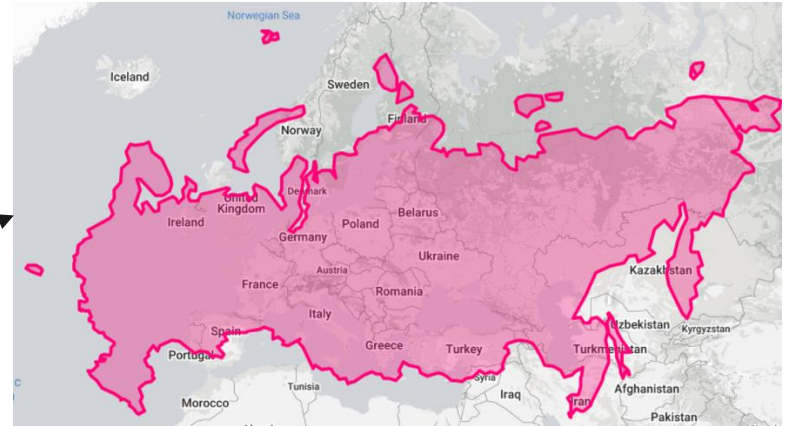 Norwegian Sea
Iceland
Sweden
Finland
Norway
Denmark
United
Kingdom
Ireland
Belarus
Poland
Germany
Ukraine
Kazakhstan
Austria
France
Romania
Italy
Uzbekistan
Kyrgyzstan
Spain
Greece
Turkey
Turkmenistan
Portugal
Syria
Tunisia
Afghanistan
Iraq
Iran
Morocco
Pakistan